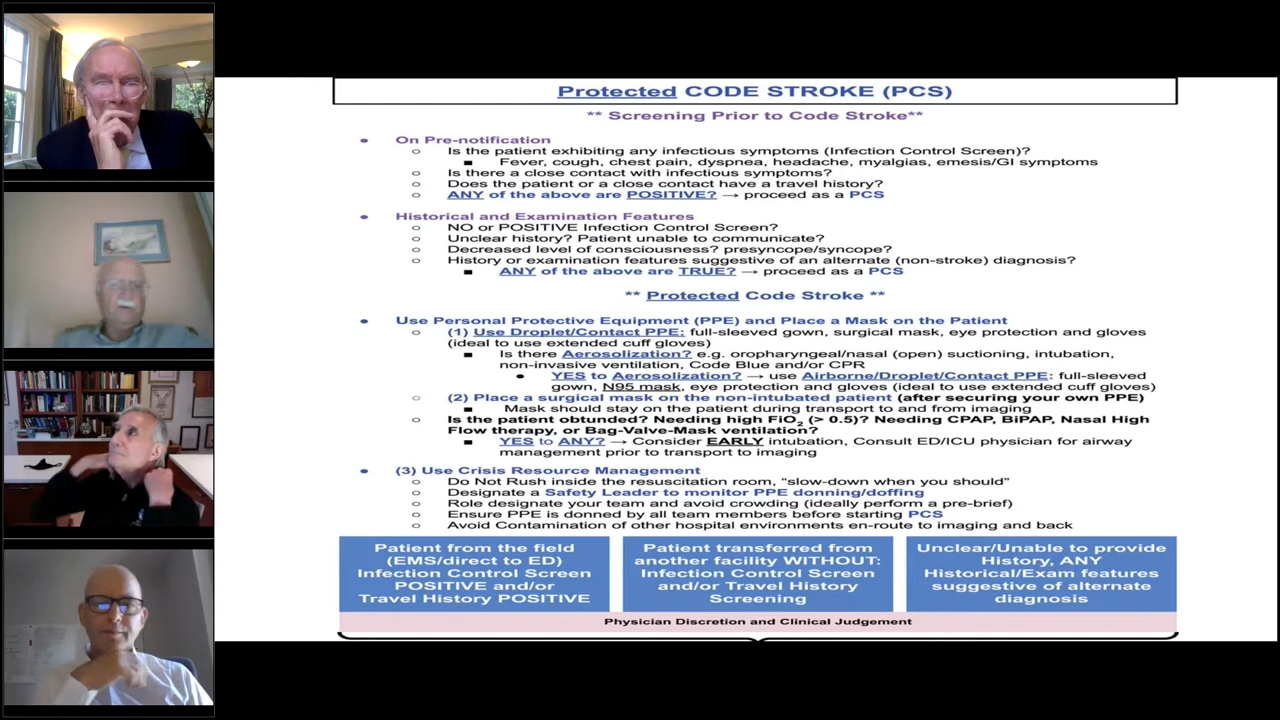 Protected CODE STROKE (PCS)
** Screening Prior to Code Stroke**
• On Pre-notification
○ Is the patient exhibiting any infectious symptoms (Infection Control Screen)?
■ Fever, cough, chest pain, dyspnea, headache, myalgias, emesis/GI symptoms
○ Is there a close contact with infectious symptoms?
○ Does the patient or a close contact have a travel history?
○ ANY of the above are POSITIVE? → proceed as a PCS
• Historical and Examination Features
○ NO or POSITIVE Infection Control Screen?
○ Unclear history? Patient unable to communicate?
○ Decreased level of consciousness? presyncope/syncope?
○ History or examination features suggestive of an alternate (non-stroke) diagnosis?
■ ANY of the above are TRUE? → proceed as a PCS
** Protected Code Stroke **
• Use Personal Protective Equipment (PPE) and Place a Mask on the Patient
○ (1) Use Droplet/Contact PPE: full-sleeved gown, surgical mask, eye protection and gloves
(ideal to use extended cuff gloves)
■ Is there Aerosolization? e.g. oropharyngeal/nasal (open) suctioning, intubation,
non-invasive ventilation, Code Blue and/or CPR
• YES to Aerosolization? → use Airborne/Droplet/Contact PPE: full-sleeved
gown, N95 mask, eye protection and gloves (ideal to use extended cuff gloves)
○ (2) Place a surgical mask on the non-intubated patient (after securing your own PPE)
■ Mask should stay on the patient during transport to and from imaging
○ Is the patient obtunded? Needing high FiO2 (> 0.5)? Needing CPAP, BiPAP, Nasal High
Flow therapy, or Bag-Valve-Mask ventilation?
■ YES to ANY? → Consider EARLY intubation, Consult ED/ICU physician for airway
management prior to transport to imaging
• (3) Use Crisis Resource Management
○ Do Not Rush inside the resuscitation room, "slow-down when you should"
○ Designate a Safety Leader to monitor PPE donning/doffing
○ Role designate your team and avoid crowding (ideally perform a pre-brief)
○ Ensure PPE is donned by all team members before starting PCS
○ Avoid Contamination of other hospital environments en-route to imaging and back
Patient from the field
(EMS/direct to ED)
Infection Control Screen
POSITIVE and/or
Travel History POSITIVE
Patient transferred from
another facility WITHOUT:
Infection Control Screen
and/or Travel History
Screening
Unclear/Unable to provide
History, ANY
Historical/Exam features
suggestive of alternate
diagnosis
Physician Discretion and Clinical Judgement